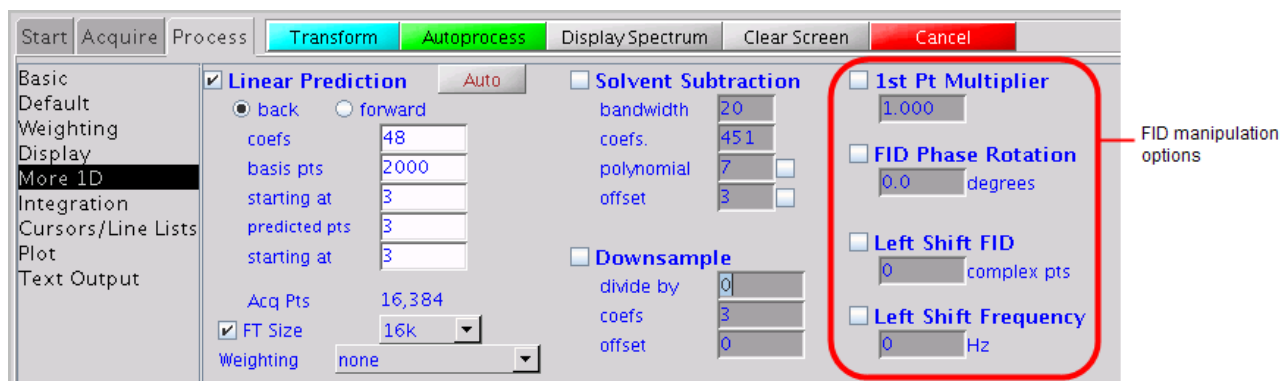 Start Acquire Process Transform Autoprocess Display Spectrum Clear Screen Cancel
Basic
Default
Weighting
Display
More 1D
Integration
Cursors/Line Lists
Plot
Text Output
Linear Prediction Auto
back forward
coefs 48
basis pts 2000
starting at 3
predicted pts 3
starting at 3
Acq Pts 16,384
FT Size 16k
Weighting none
Solvent Subtraction
bandwidth 20
coefs. 451
polynomial 7
offset 3
Downsample
divide by 0
coefs 3
offset 0
1st Pt Multiplier
1.000
FID Phase Rotation
0.0 degrees
Left Shift FID
0 complex pts
Left Shift Frequency
0 Hz
FID manipulation
options